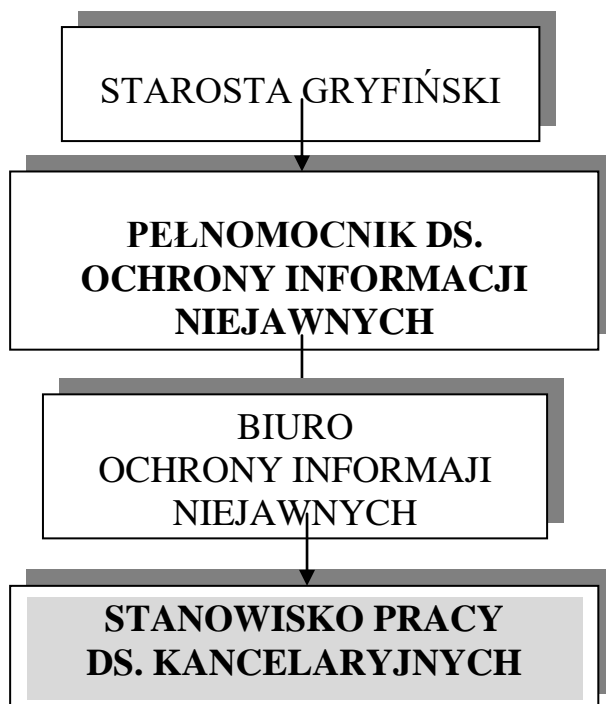 STAROSTA GRYFIŃSKI
PEŁNOMOCNIK DS.
OCHRONY INFORMACJI
NIEJAWNYCH
BIURO
OCHRONY INFORMAJI
NIEJAWNYCH
STANOWISKO PRACY
DS. KANCELARYJNYCH